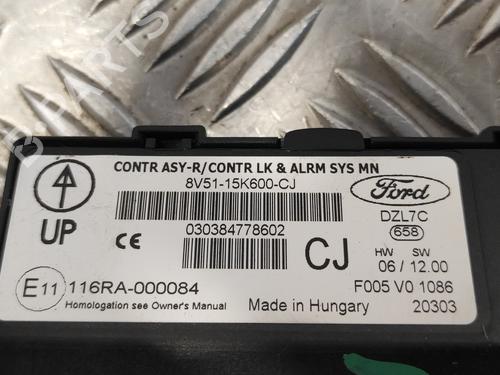 CONTR ASY-R/CONTR LK & ALRM SYS MN
8V51-15K600-CJ
Ford
UP
CE
030384778602
CJ
DZL7C
658
HW SW
06 / 12.00
E11 116RA-000084
F005 V0 1086
Homologation see Owner's Manual
Made in Hungary
20303